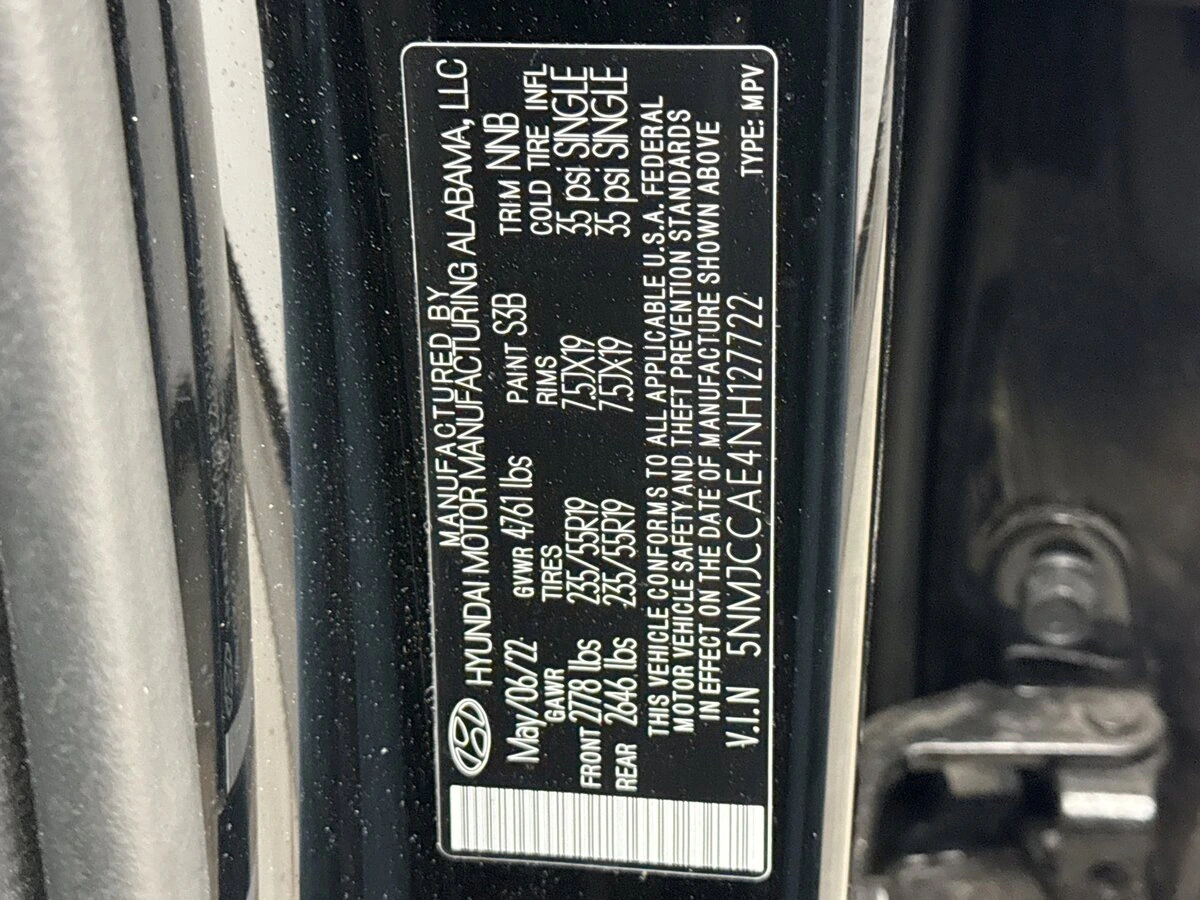 MANUFACTURED BY
HYUNDAI MOTOR MANUFACTURING ALABAMA, LLC
May/06/22 GVWR 4761 lbs PAINT S3B TRIM NNB
GAWR TIRES RIMS COLD TIRE INFL
FRONT 2778 lbs 235/55R19 7.5JX19 35 psi SINGLE
REAR 2646 lbs 235/55R19 7.5JX19 35 psi SINGLE
THIS VEHICLE CONFORMS TO ALL APPLICABLE U.S.A. FEDERAL
MOTOR VEHICLE SAFETY AND THEFT PREVENTION STANDARDS
IN EFFECT ON THE DATE OF MANUFACTURE SHOWN ABOVE
V.I.N 5NMJCCAE4NH127722 TYPE: MPV